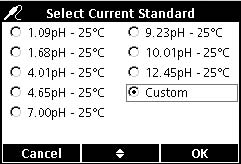 Select Current Standard
1.09pH - 25°C
1.68pH - 25°C
4.01pH - 25°C
4.65pH - 25°C
7.00pH - 25°C
9.23pH - 25°C
10.01pH - 25°C
12.45pH - 25°C
Custom
Cancel
OK